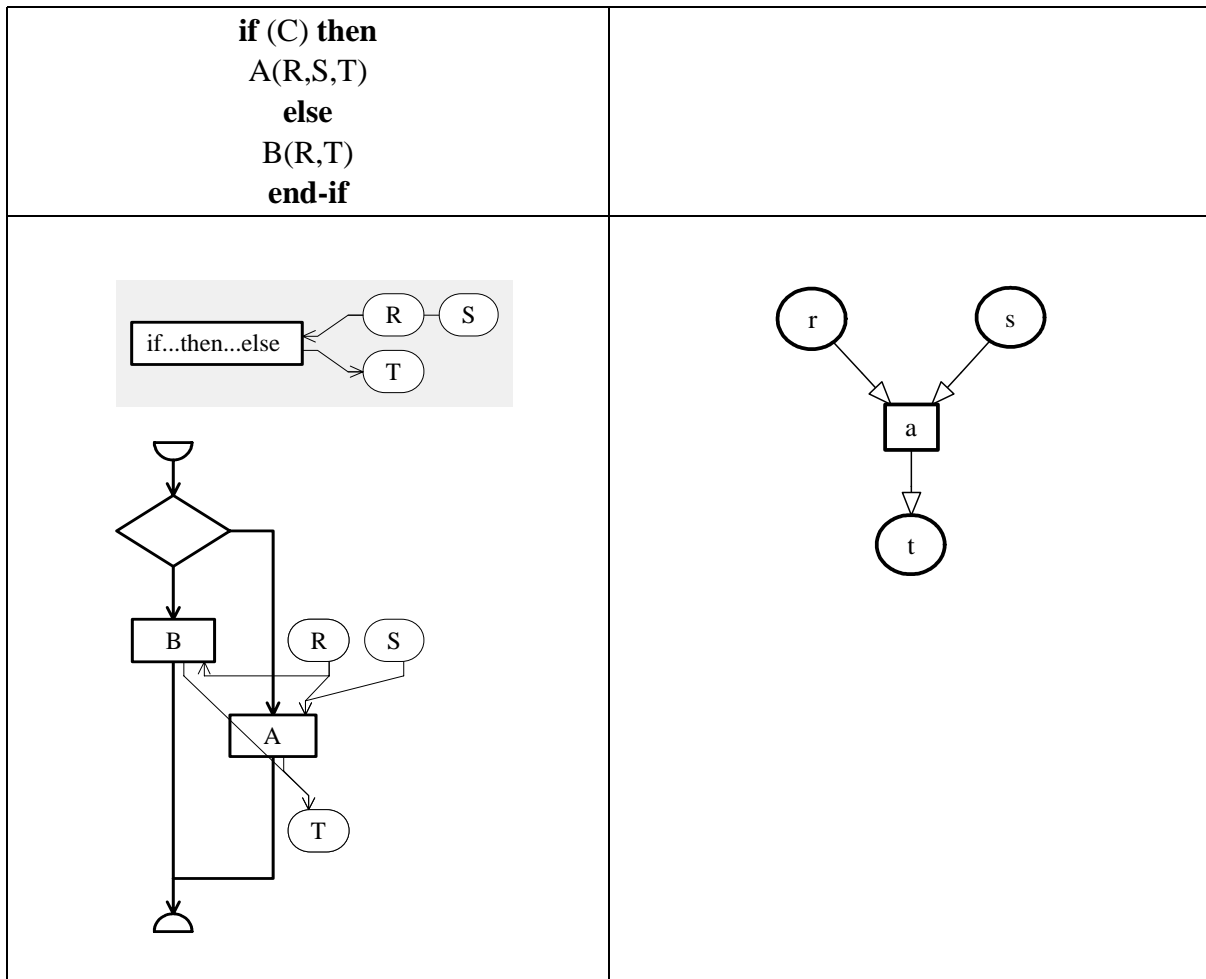 if (C) then
A(R,S,T)
else
B(R,T)
end-if
R S
if...then...else
T
r s
a
t
B R S
A
T